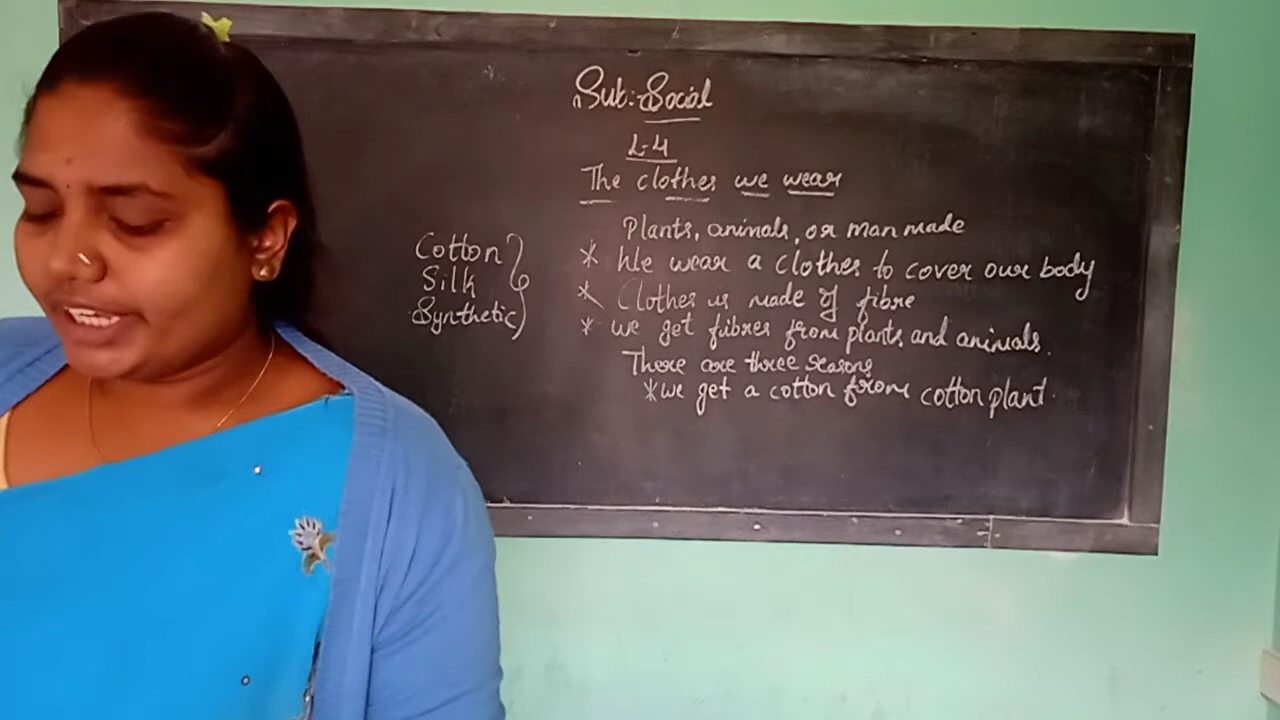 Sub:-Social
L-4
The clothes we wear
Plants, animals, or man made
* We wear a clothes to cover our body
* Clothes is made of fibre
* we get fibres from plants and animals.
There are three seasons
* we get a cotton from cotton plant.
Cotton
Silk
Synthetic